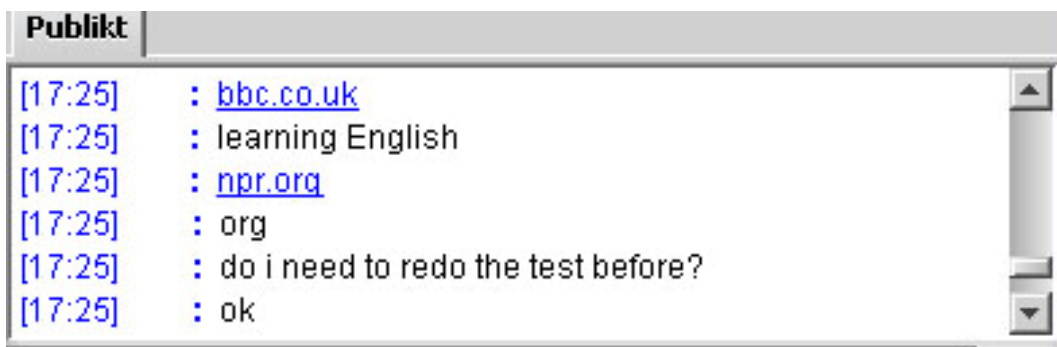 Publikt
[17:25] : bbc.co.uk
[17:25] : learning English
[17:25] : npr.org
[17:25] : org
[17:25] : do i need to redo the test before?
[17:25] : ok